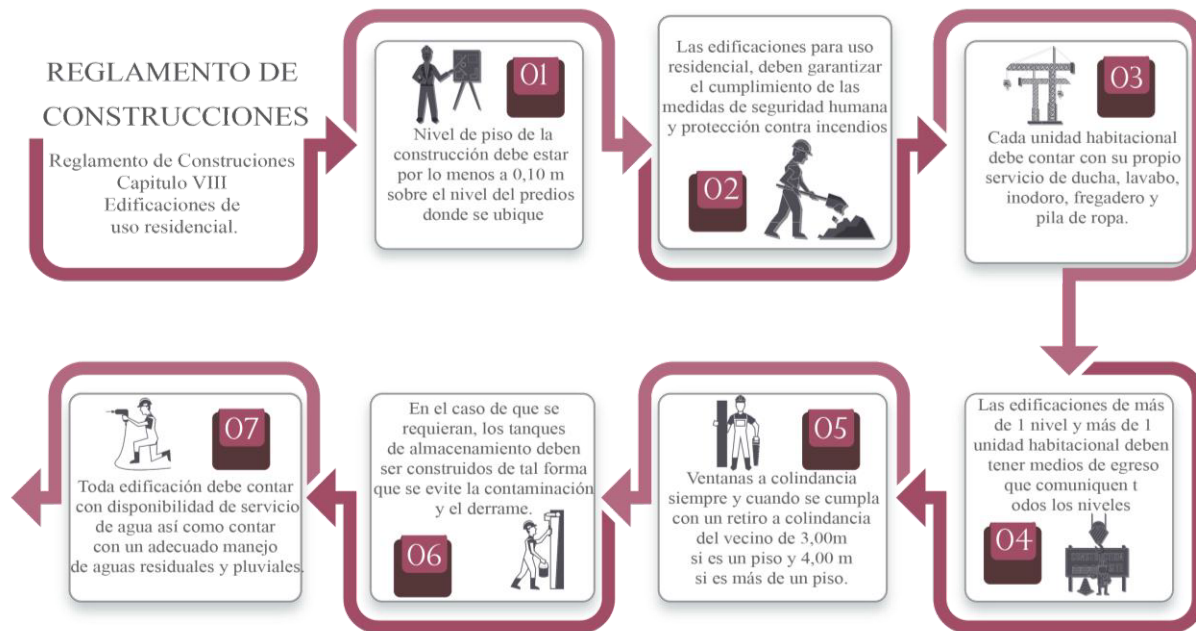 REGLAMENTO DE
CONSTRUCCIONES
Reglamento de Construciones
Capitulo VIII
Edificaciones de
uso residencial.
01
Nivel de piso de la
construcción debe estar
por lo menos a 0,10 m
sobre el nivel del predios
donde se ubique
Las edificaciones para uso
residencial, deben garantizar
el cumplimiento de las
medidas de seguridad humana
y protección contra incendios
02
03
Cada unidad habitacional
debe contar con su propio
servicio de ducha, lavabo,
inodoro, fregadero y
pila de ropa.
Las edificaciones de más
de 1 nivel y más de 1
unidad habitacional deben
tener medios de egreso
que comuniquen t
odos los niveles
04
05
Ventanas a colindancia
siempre y cuando se cumpla
con un retiro a colindancia
del vecino de 3,00m
si es un piso y 4,00 m
si es más de un piso.
En el caso de que se
requieran, los tanques
de almacenamiento deben
ser construidos de tal forma
que se evite la contaminación
y el derrame.
06
07
Toda edificación debe contar
con disponibilidad de servicio
de agua así como contar
con un adecuado manejo
de aguas residuales y pluviales.